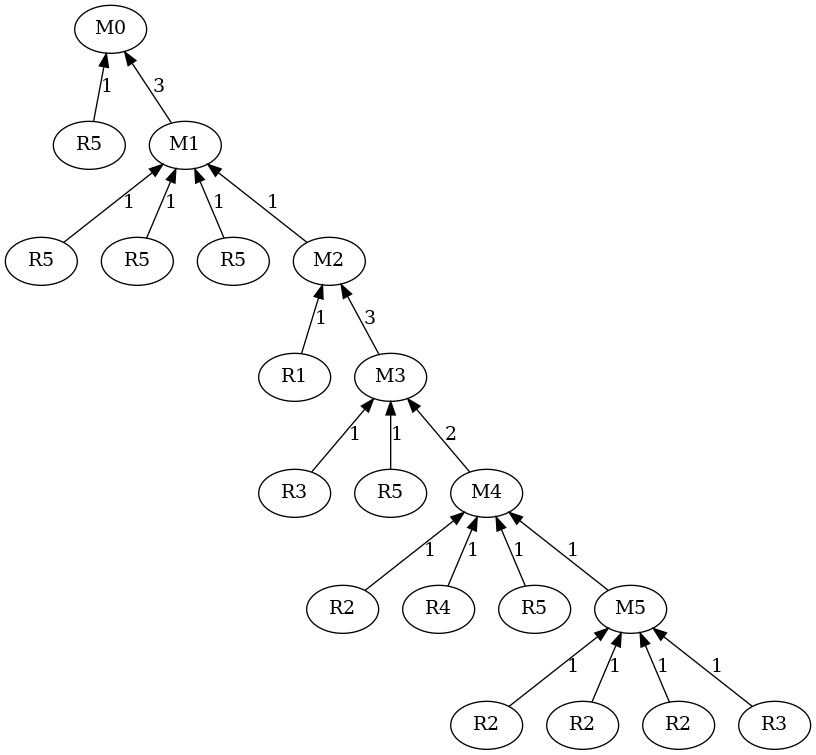 M0
1 3
R5 M1
1 1 1 1
R5 R5 R5 M2
1 3
R1 M3
1 1 2
R3 R5 M4
1 1 1 1
R2 R4 R5 M5
1 1 1 1
R2 R2 R2 R3